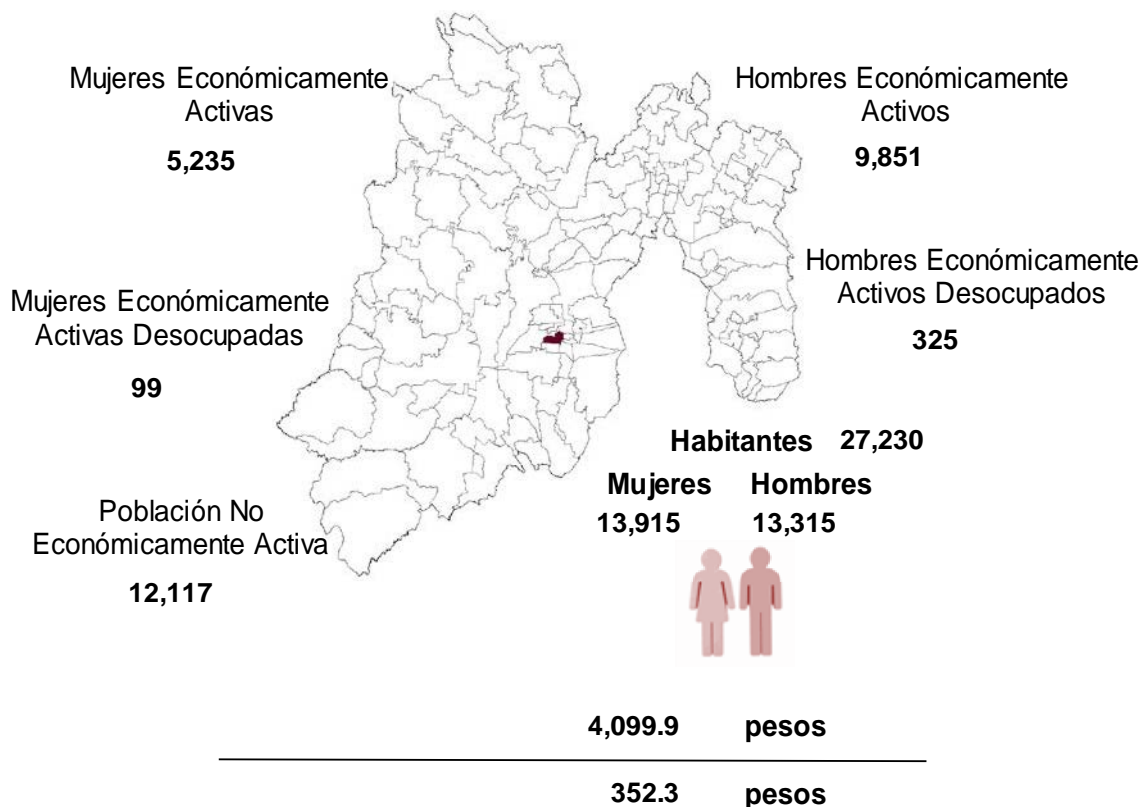 Mujeres Económicamente
Activas
5,235
Hombres Económicamente
Activos
9,851
Mujeres Económicamente
Activas Desocupadas
99
Hombres Económicamente
Activos Desocupados
325
Población No
Económicamente Activa
12,117
Habitantes 27,230
Mujeres Hombres
13,915 13,315
4,099.9 pesos
352.3 pesos